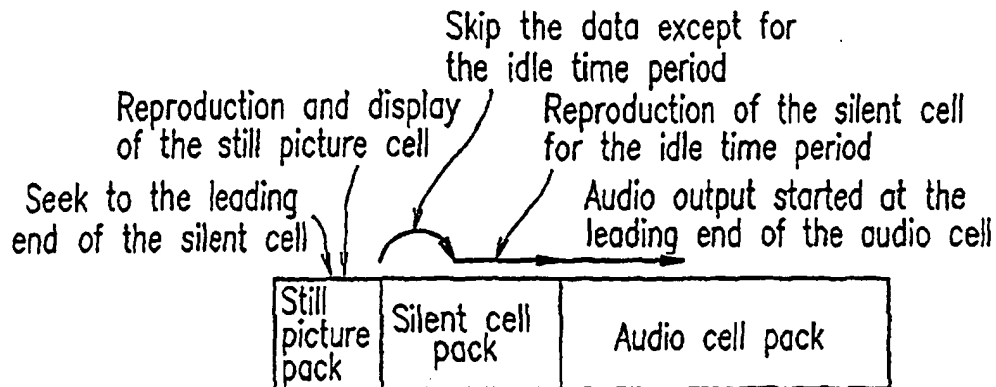 Skip the data except for
the idle time period
Reproduction and display
of the still picture cell
Reproduction of the silent cell
for the idle time period
Seek to the leading
end of the silent cell
Audio output started at the
leading end of the audio cell
Still
picture
pack
Silent cell
pack
Audio cell pack